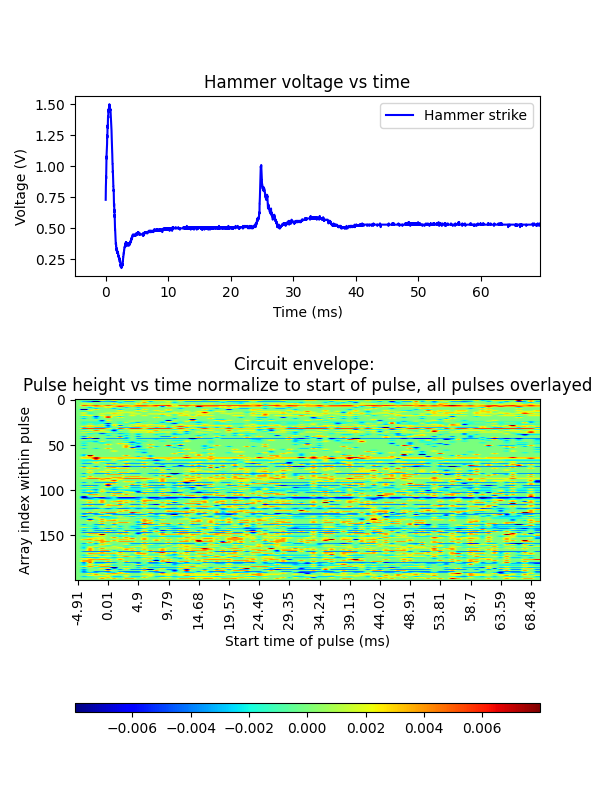 Hammer voltage vs time
1.50
1.25
1.00
0.75
0.50
0.25
Voltage (V)
Hammer strike
0 10 20 30 40 50 60
Time (ms)
Circuit envelope:
Pulse height vs time normalize to start of pulse, all pulses overlayed
0
50
100
150
Array index within pulse
-4.91 0.01 4.9 9.79 14.68 19.57 24.46 29.35 34.24 39.13 44.02 48.91 53.81 58.7 63.59 68.48
Start time of pulse (ms)
−0.006 −0.004 −0.002 0.000 0.002 0.004 0.006